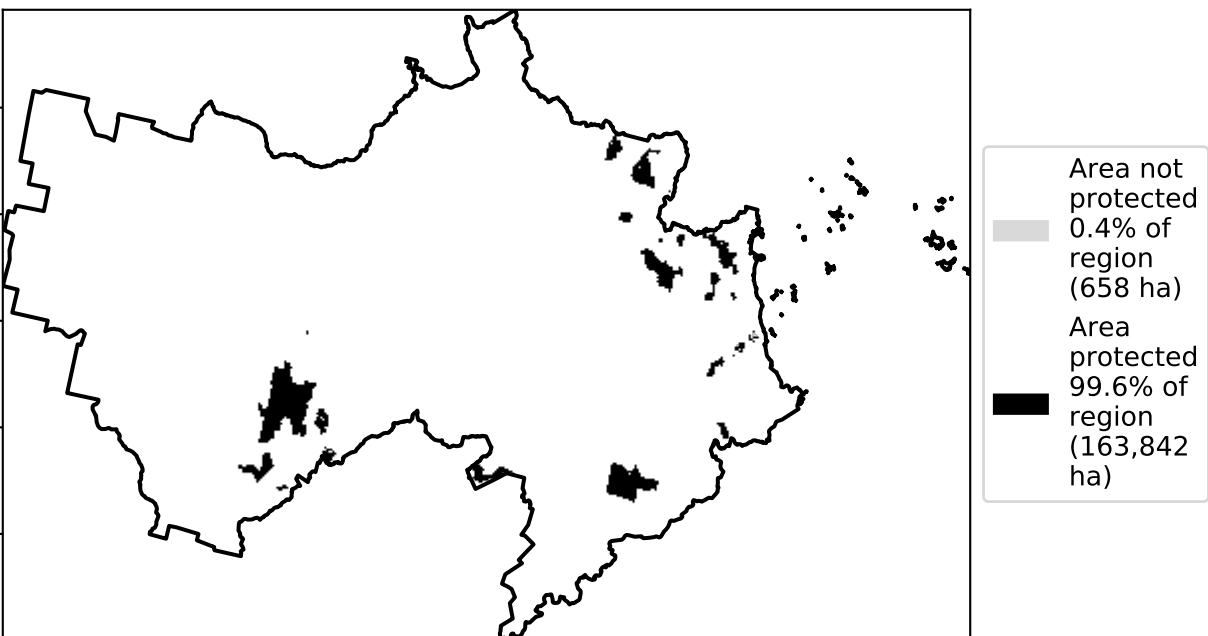 Area not
protected
0.4% of
region
(658 ha)
Area
protected
99.6% of
region
(163,842
ha)